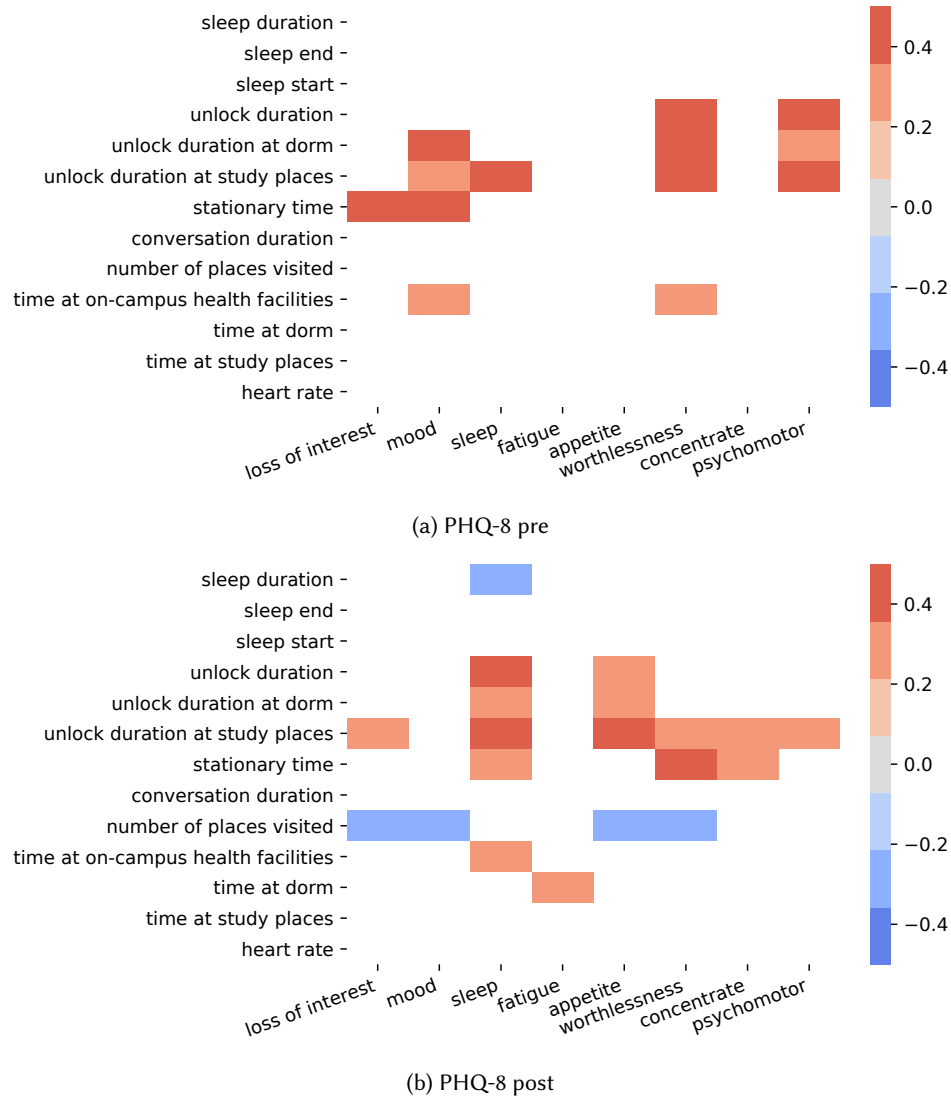 sleep duration
sleep end
sleep start
unlock duration
unlock duration at dorm
unlock duration at study places
stationary time
conversation duration
number of places visited
time at on-campus health facilities
time at dorm
time at study places
heart rate
loss of interest
mood
sleep
fatigue
appetite
worthlessness
concentrate
psychomotor
0.4
0.2
0.0
−0.2
−0.4
(a) PHQ-8 pre
sleep duration
sleep end
sleep start
unlock duration
unlock duration at dorm
unlock duration at study places
stationary time
conversation duration
number of places visited
time at on-campus health facilities
time at dorm
time at study places
heart rate
loss of interest
mood
sleep
fatigue
appetite
worthlessness
concentrate
psychomotor
0.4
0.2
0.0
−0.2
−0.4
(b) PHQ-8 post